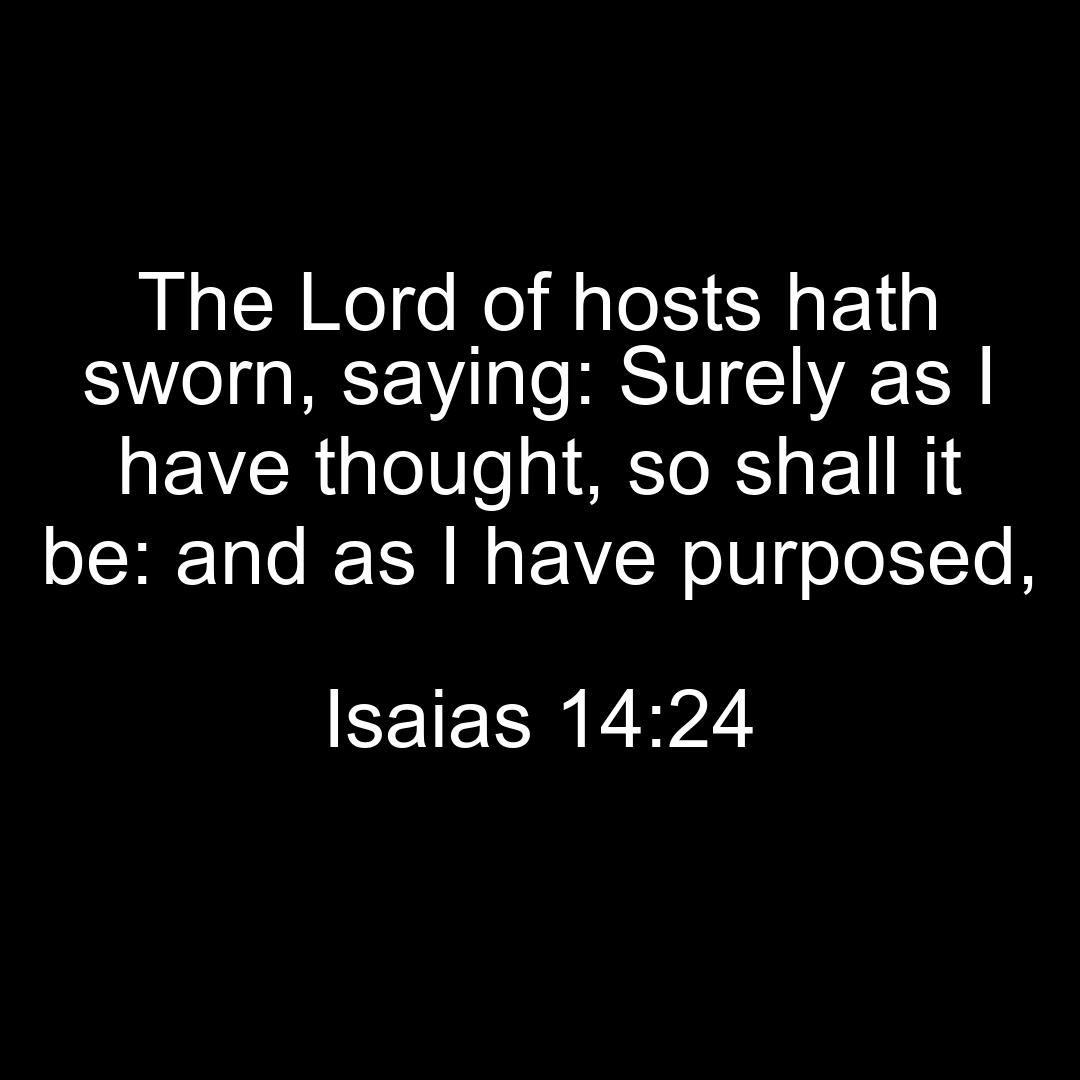 The Lord of hosts hath
sworn, saying: Surely as I
have thought, so shall it
be: and as I have purposed,
Isaias 14:24